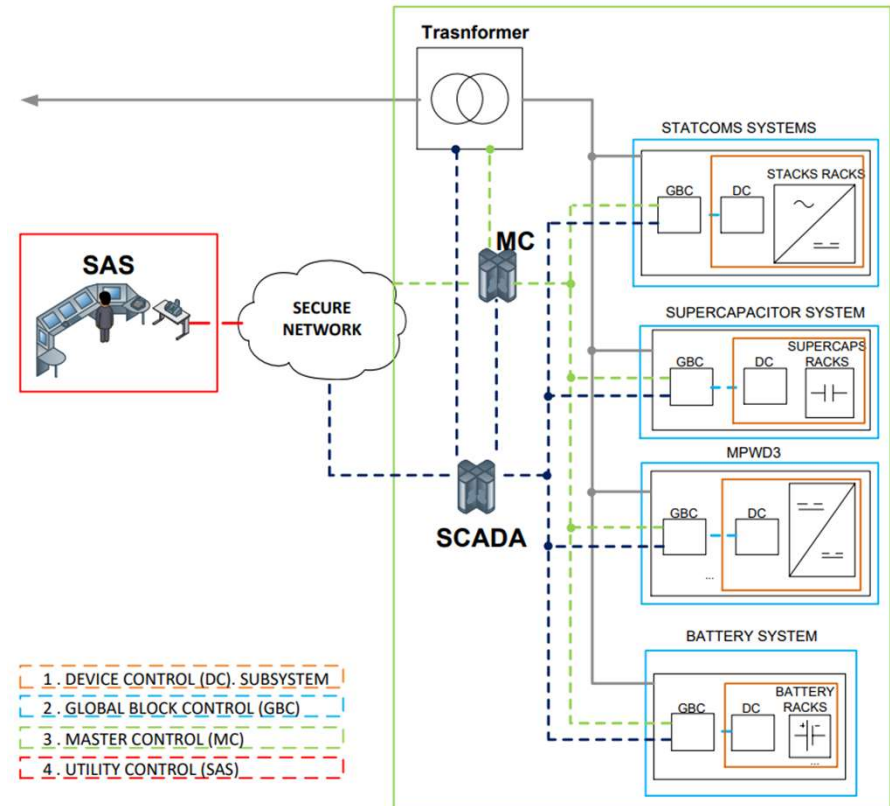 Trasnformer
STATCOMS SYSTEMS
STACKS RACKS
GBC
DC
MC
SAS
SECURE
NETWORK
SUPERCAPACITOR SYSTEM
SUPERCAPS
RACKS
GBC
DC
MPWD3
GBC
DC
...
SCADA
BATTERY SYSTEM
BATTERY
RACKS
GBC
DC
...
1 . DEVICE CONTROL (DC). SUBSYSTEM
2 . GLOBAL BLOCK CONTROL (GBC)
3 . MASTER CONTROL (MC)
4 . UTILITY CONTROL (SAS)